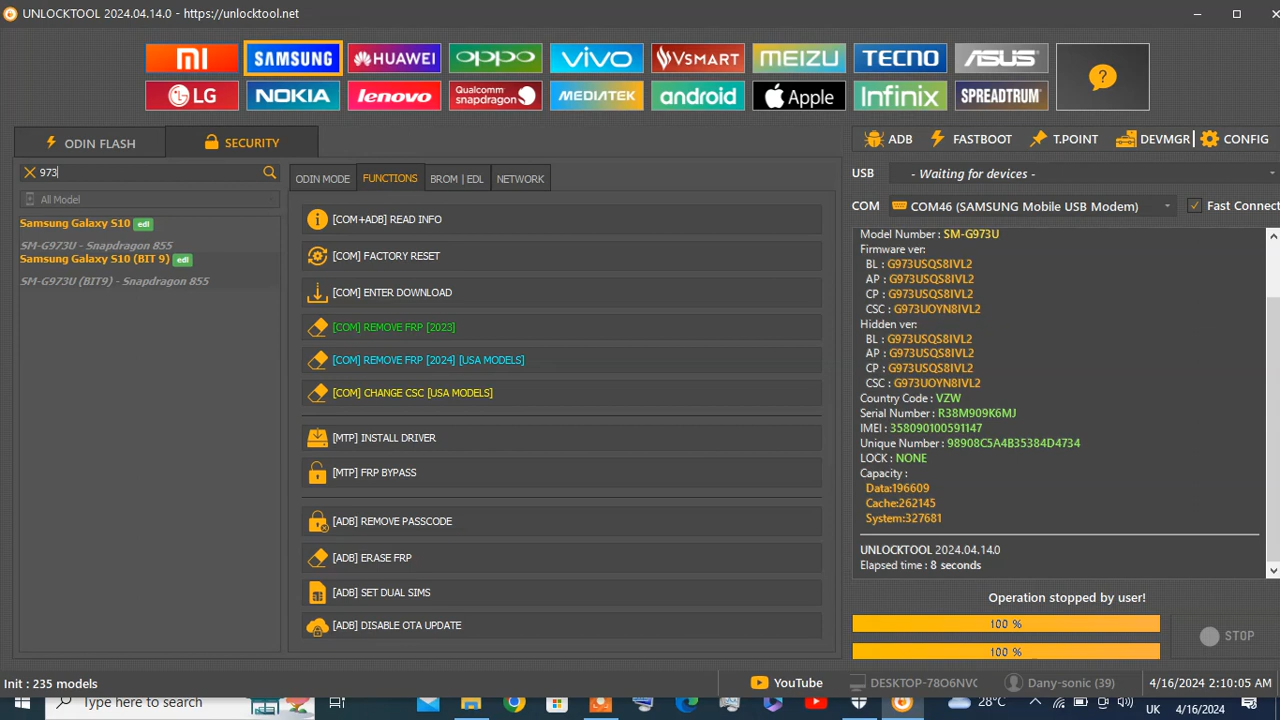 UNLOCKTOOL 2024.04.14.0 - https://unlocktool.net
MI SAMSUNG HUAWEI oppo vivo VSMART MEIZU TECNO ASUS
LG NOKIA lenovo Qualcomm snapdragon MEDIATEK android Apple Infinix SPREADTRUM
?
ODIN FLASH SECURITY
ADB FASTBOOT T.POINT DEVMGR CONFIG
973
All Model
Samsung Galaxy S10 edl
SM-G973U - Snapdragon 855
Samsung Galaxy S10 (BIT 9) edl
SM-G973U (BIT9) - Snapdragon 855
ODIN MODE FUNCTIONS BROM | EDL NETWORK
[COM+ADB] READ INFO
[COM] FACTORY RESET
[COM] ENTER DOWNLOAD
[COM] REMOVE FRP [2023]
[COM] REMOVE FRP [2024] [USA MODELS]
[COM] CHANGE CSC [USA MODELS]
[MTP] INSTALL DRIVER
[MTP] FRP BYPASS
[ADB] REMOVE PASSCODE
[ADB] ERASE FRP
[ADB] SET DUAL SIMS
[ADB] DISABLE OTA UPDATE
USB - Waiting for devices -
COM COM46 (SAMSUNG Mobile USB Modem) Fast Connect
Model Number : SM-G973U
Firmware ver:
BL : G973USQS8IVL2
AP : G973USQS8IVL2
CP : G973USQS8IVL2
CSC : G973UOYN8IVL2
Hidden ver:
BL : G973USQS8IVL2
AP : G973USQS8IVL2
CP : G973USQS8IVL2
CSC : G973UOYN8IVL2
Country Code : VZW
Serial Number : R38M909K6MJ
IMEI : 358090100591147
Unique Number : 98908C5A4B35384D4734
LOCK : NONE
Capacity :
Data:196609
Cache:262145
System:327681
UNLOCKTOOL 2024.04.14.0
Elapsed time : 8 seconds
Operation stopped by user!
100 %
100 %
STOP
Init : 235 models
YouTube DESKTOP-78O6NVC Dany-sonic (39) 4/16/2024 2:10:05 AM
Type here to search
28°C UK 4/16/2024